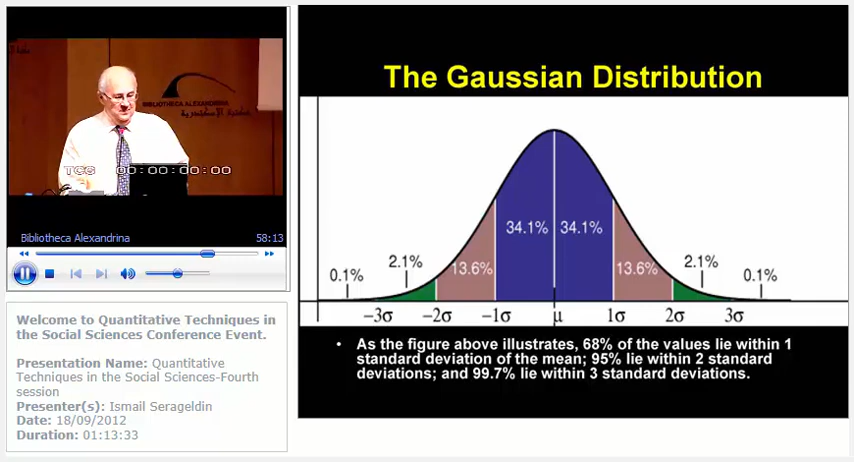 BIBLIOTHECA ALEXANDRINA
مكتبة الإسكندرية
TCG 00:00:00:00
Bibliotheca Alexandrina 58:13
Welcome to Quantitative Techniques in
the Social Sciences Conference Event.
Presentation Name: Quantitative
Techniques in the Social Sciences-Fourth
session
Presenter(s): Ismail Serageldin
Date: 18/09/2012
Duration: 01:13:33
The Gaussian Distribution
34.1% 34.1%
0.1% 2.1% 13.6% 13.6% 2.1% 0.1%
−3σ −2σ −1σ µ 1σ 2σ 3σ
• As the figure above illustrates, 68% of the values lie within 1
standard deviation of the mean; 95% lie within 2 standard
deviations; and 99.7% lie within 3 standard deviations.